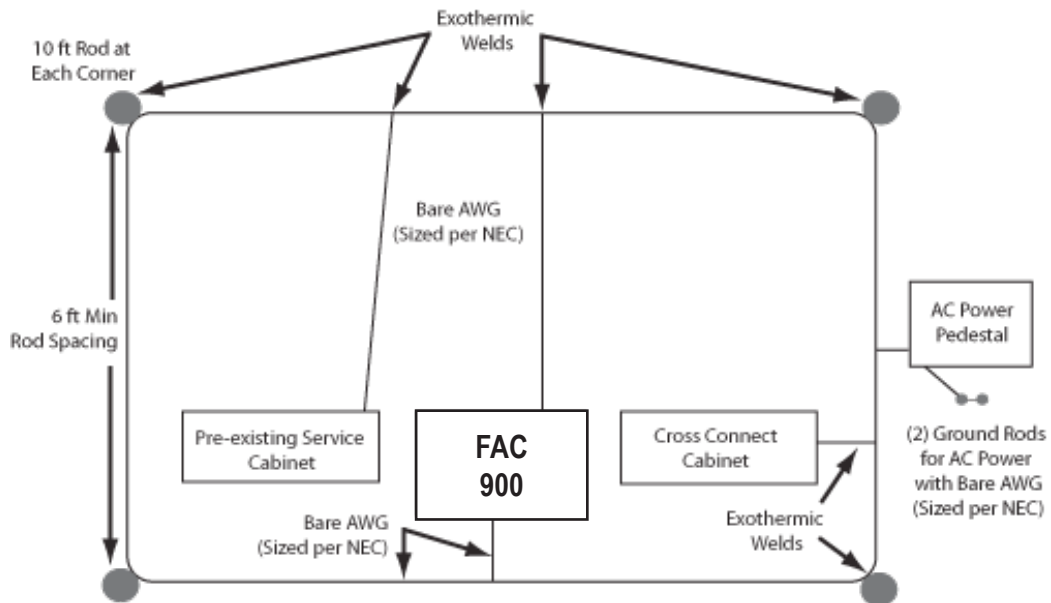 Exothermic
Welds
10 ft Rod at
Each Corner
Bare AWG
(Sized per NEC)
6 ft Min
Rod Spacing
AC Power
Pedestal
Pre-existing Service
Cabinet
FAC
900
Cross Connect
Cabinet
(2) Ground Rods
for AC Power
with Bare AWG
(Sized per NEC)
Bare AWG
(Sized per NEC)
Exothermic
Welds